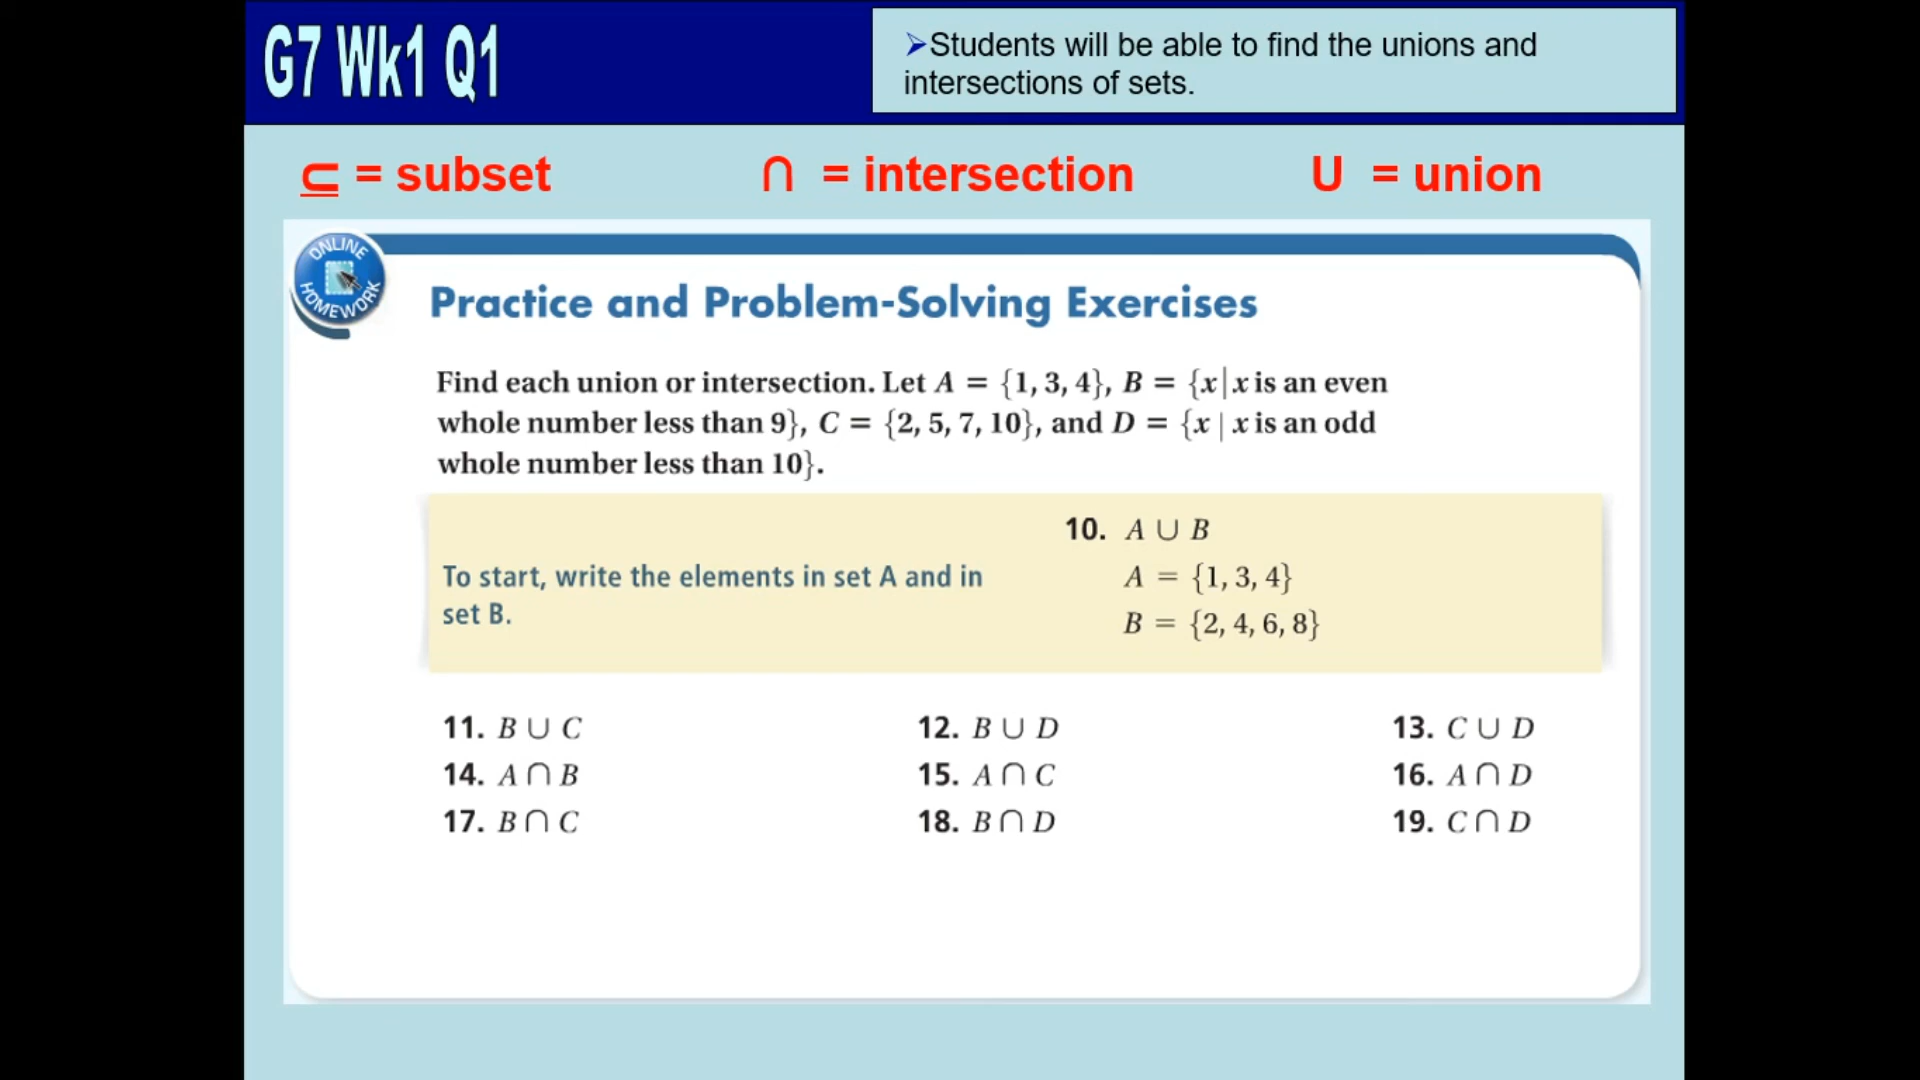 G7 Wk1 Q1
➢Students will be able to find the unions and
intersections of sets.
⊆ = subset ∩ = intersection U = union
ONLINE
HOMEWORK
Practice and Problem-Solving Exercises
Find each union or intersection. Let A = {1, 3, 4}, B = {x | x is an even
whole number less than 9}, C = {2, 5, 7, 10}, and D = {x | x is an odd
whole number less than 10}.
10. A ∪ B
To start, write the elements in set A and in
set B.
A = {1, 3, 4}
B = {2, 4, 6, 8}
11. B ∪ C 12. B ∪ D 13. C ∪ D
14. A ∩ B 15. A ∩ C 16. A ∩ D
17. B ∩ C 18. B ∩ D 19. C ∩ D